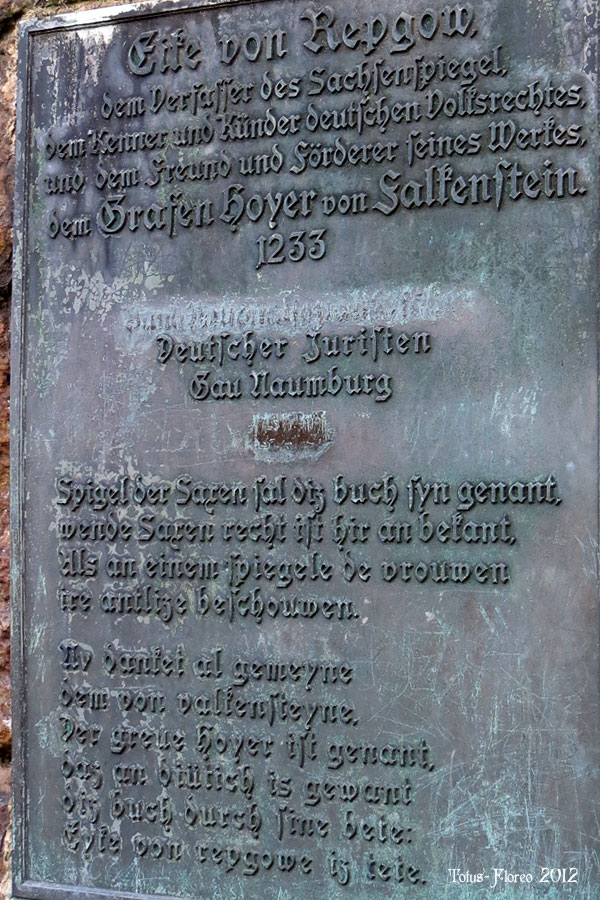 Eike von Repgow,
dem Verfasser des Sachsenspiegel,
dem Kenner und Künder deutschen Volksrechtes,
und dem Freund und Förderer seines Werkes,
dem Grafen Hoyer von Falkenstein.
1233
Deutscher Juristen
Gau Naumburg
Spigel der Saxen sal diz buch syn genant,
wende Saxen recht ist hir an bekant,
Als an einem spiegele de vrouwen
ire antlize beschouwen.
Nv danket al gemeyne
dem von valkensteyne,
Der greue Hoyer ist genant,
daz an diütich is gewant
diz buch durch sine bete:
Eyke von repgowe iz tete.
Totus-Floreo 2012